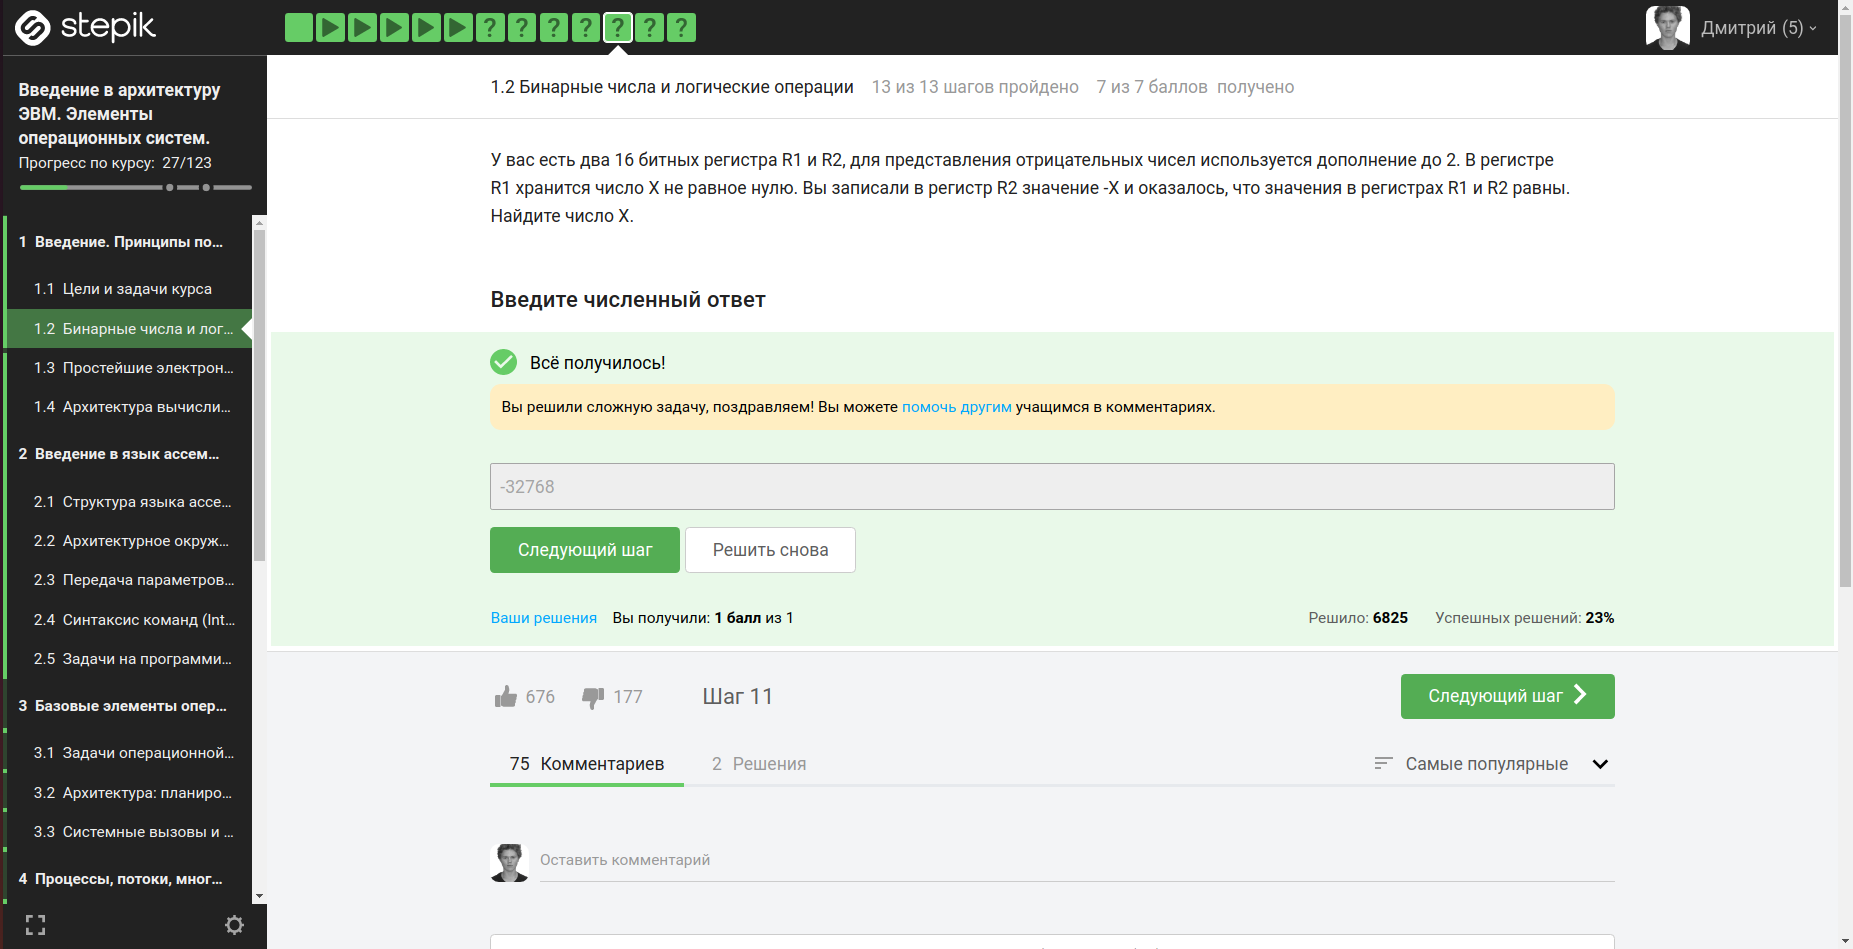 stepik
? ? ? ? ? ? ?
Дмитрий (5)
Введение в архитектуру
ЭВМ. Элементы
операционных систем.
Прогресс по курсу: 27/123
1 Введение. Принципы по...
1.1 Цели и задачи курса
1.2 Бинарные числа и лог...
1.3 Простейшие электрон...
1.4 Архитектура вычисли...
2 Введение в язык ассем...
2.1 Структура языка ассе...
2.2 Архитектурное окруж...
2.3 Передача параметров...
2.4 Синтаксис команд (Int...
2.5 Задачи на программи...
3 Базовые элементы опер...
3.1 Задачи операционной...
3.2 Архитектура: планиро...
3.3 Системные вызовы и ...
4 Процессы, потоки, мног...
1.2 Бинарные числа и логические операции 13 из 13 шагов пройдено 7 из 7 баллов получено
У вас есть два 16 битных регистра R1 и R2, для представления отрицательных чисел используется дополнение до 2. В регистре
R1 хранится число X не равное нулю. Вы записали в регистр R2 значение -X и оказалось, что значения в регистрах R1 и R2 равны.
Найдите число X.
Введите численный ответ
Всё получилось!
Вы решили сложную задачу, поздравляем! Вы можете помочь другим учащимся в комментариях.
-32768
Следующий шаг Решить снова
Ваши решения Вы получили: 1 балл из 1 Решило: 6825 Успешных решений: 23%
676 177 Шаг 11 Следующий шаг
75 Комментариев 2 Решения Самые популярные
Оставить комментарий